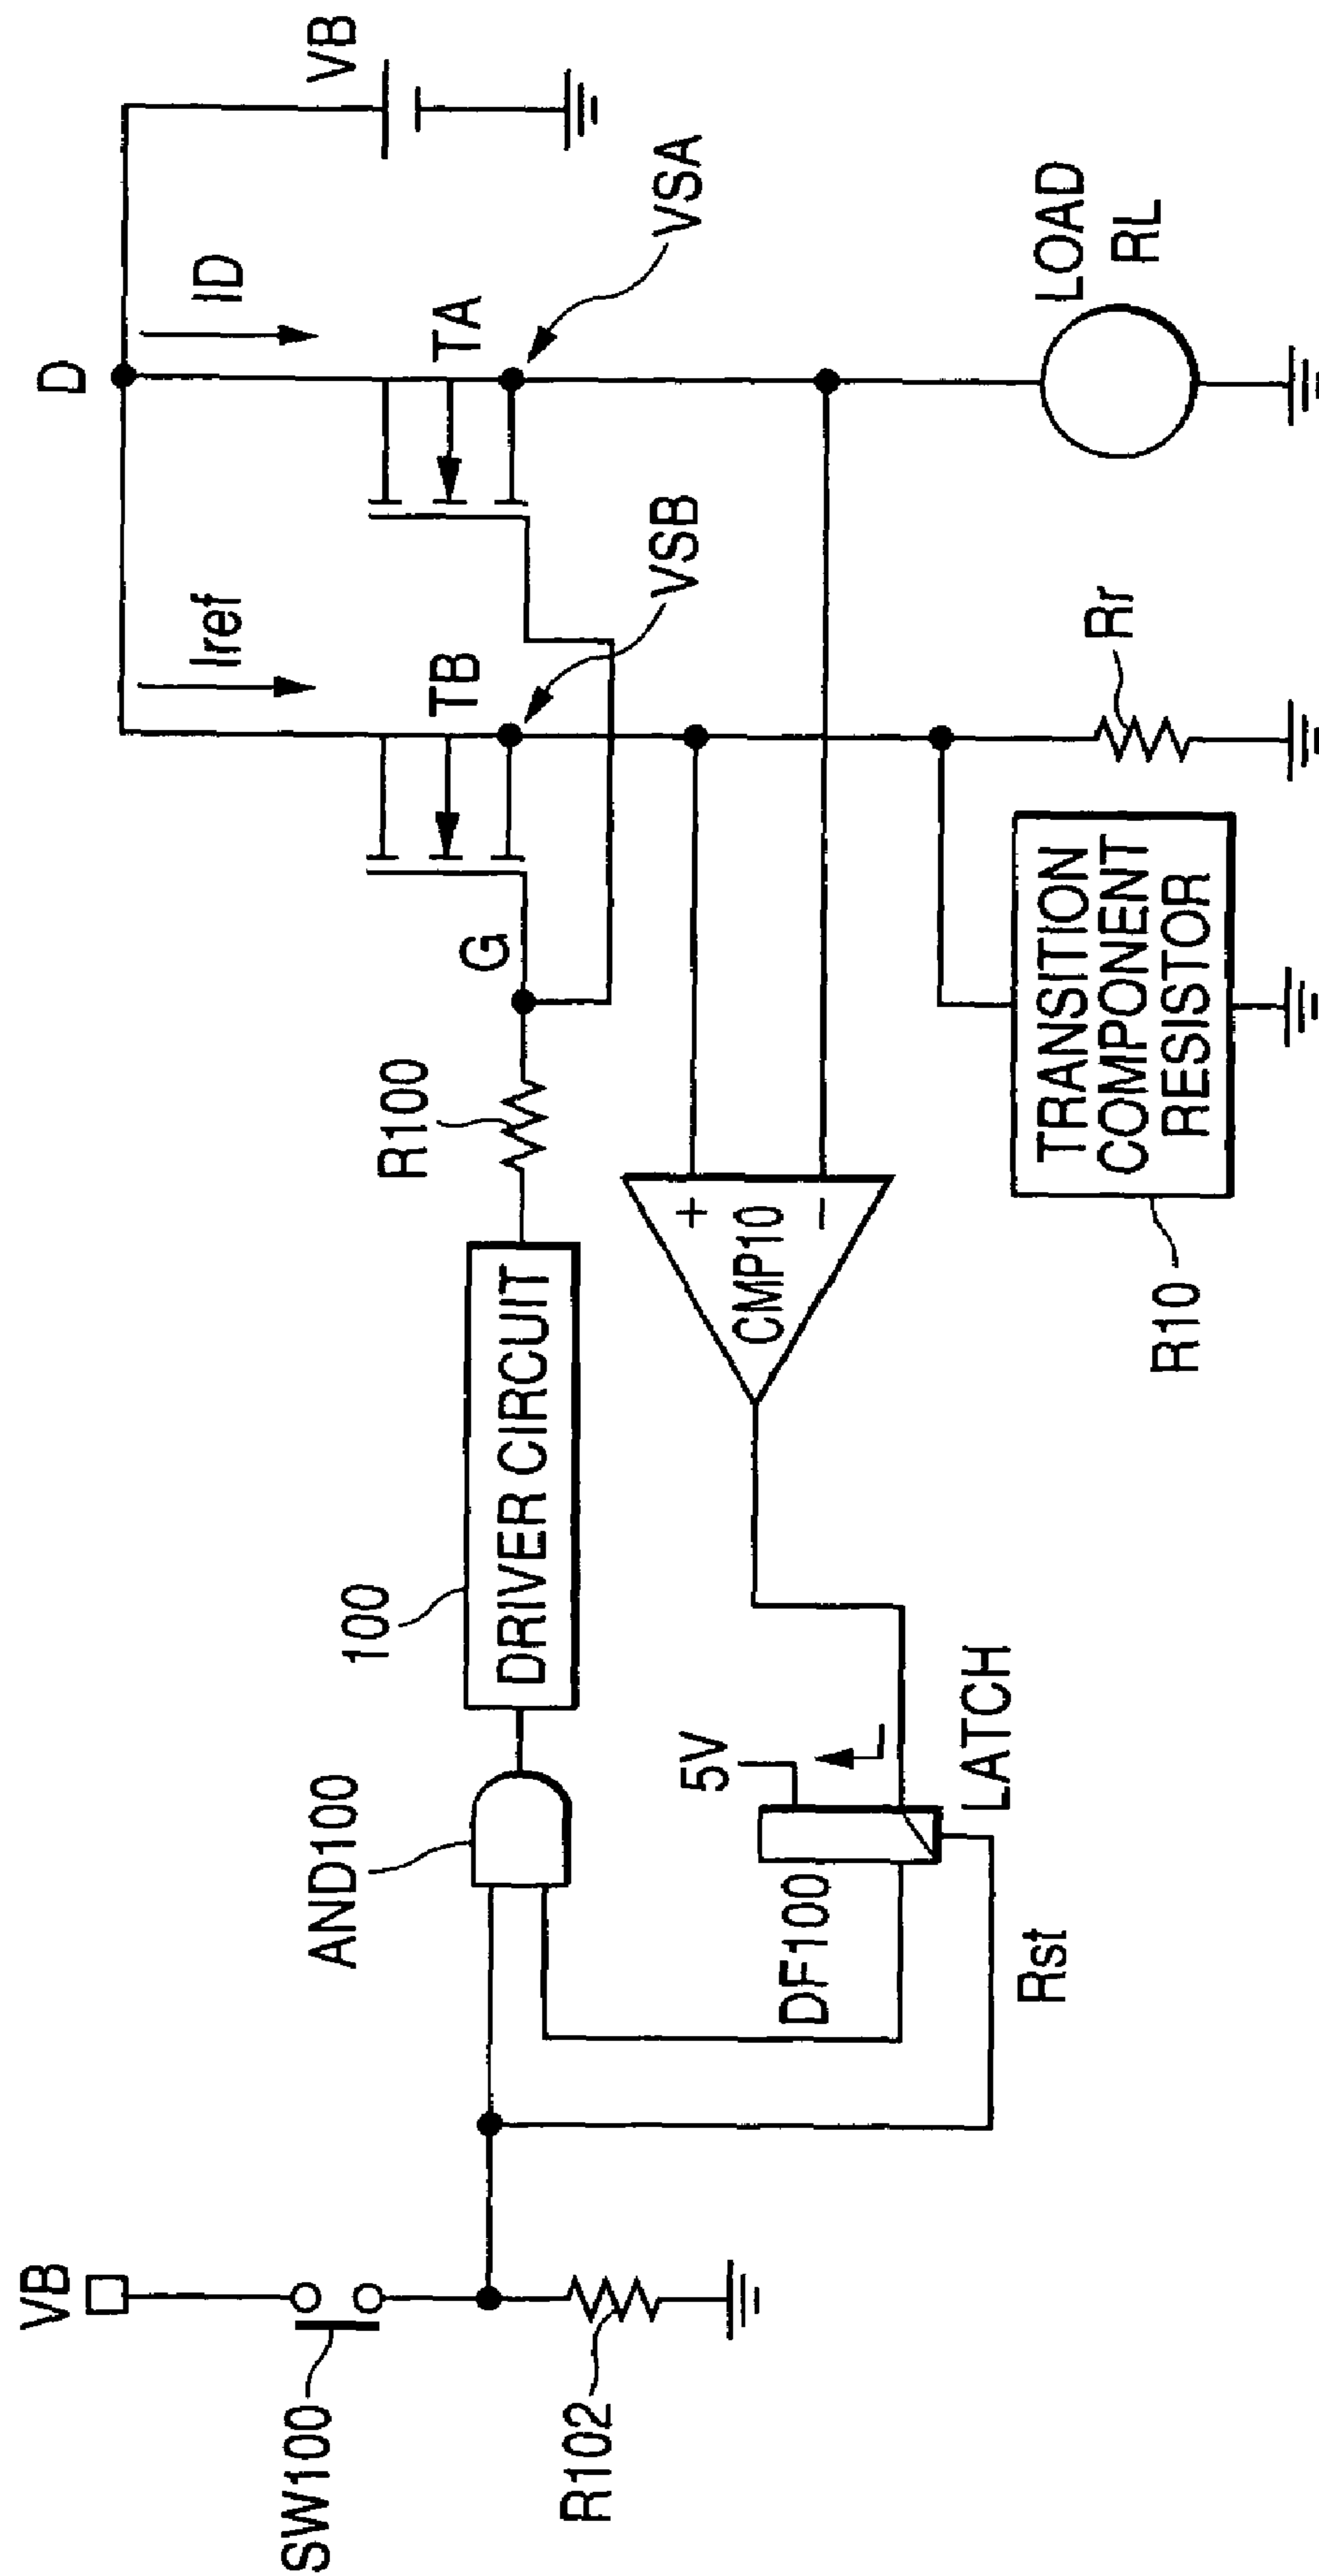 VB
SW100
R102
AND100
100
DRIVER CIRCUIT
R100
G
D
Iref
TB
VSB
ID
TA
VSA
VB
5V
DF100
LATCH
Rst
CMP10
+
−
R10
TRANSITION
COMPONENT
RESISTOR
Rr
LOAD
RL